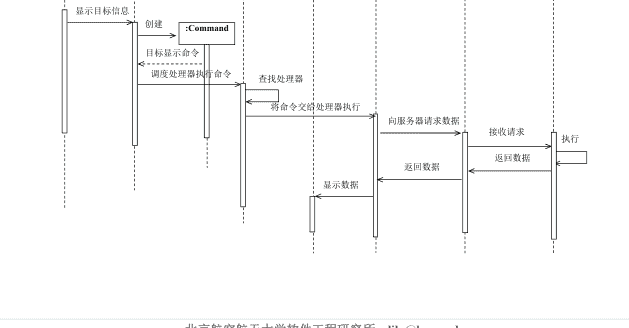 显示目标信息
创建
:Command
目标显示命令
调度处理器执行命令
查找处理器
将命令交给处理器执行
向服务器请求数据
接收请求
执行
返回数据
返回数据
显示数据